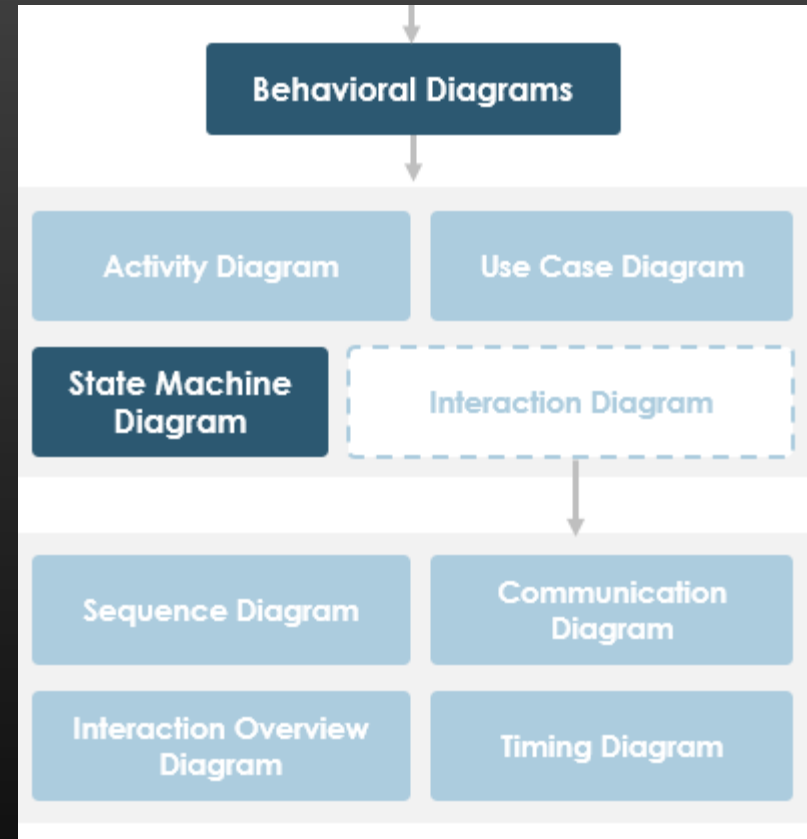 Behavioral Diagrams
Activity Diagram
Use Case Diagram
State Machine
Diagram
Interaction Diagram
Sequence Diagram
Communication
Diagram
Interaction Overview
Diagram
Timing Diagram